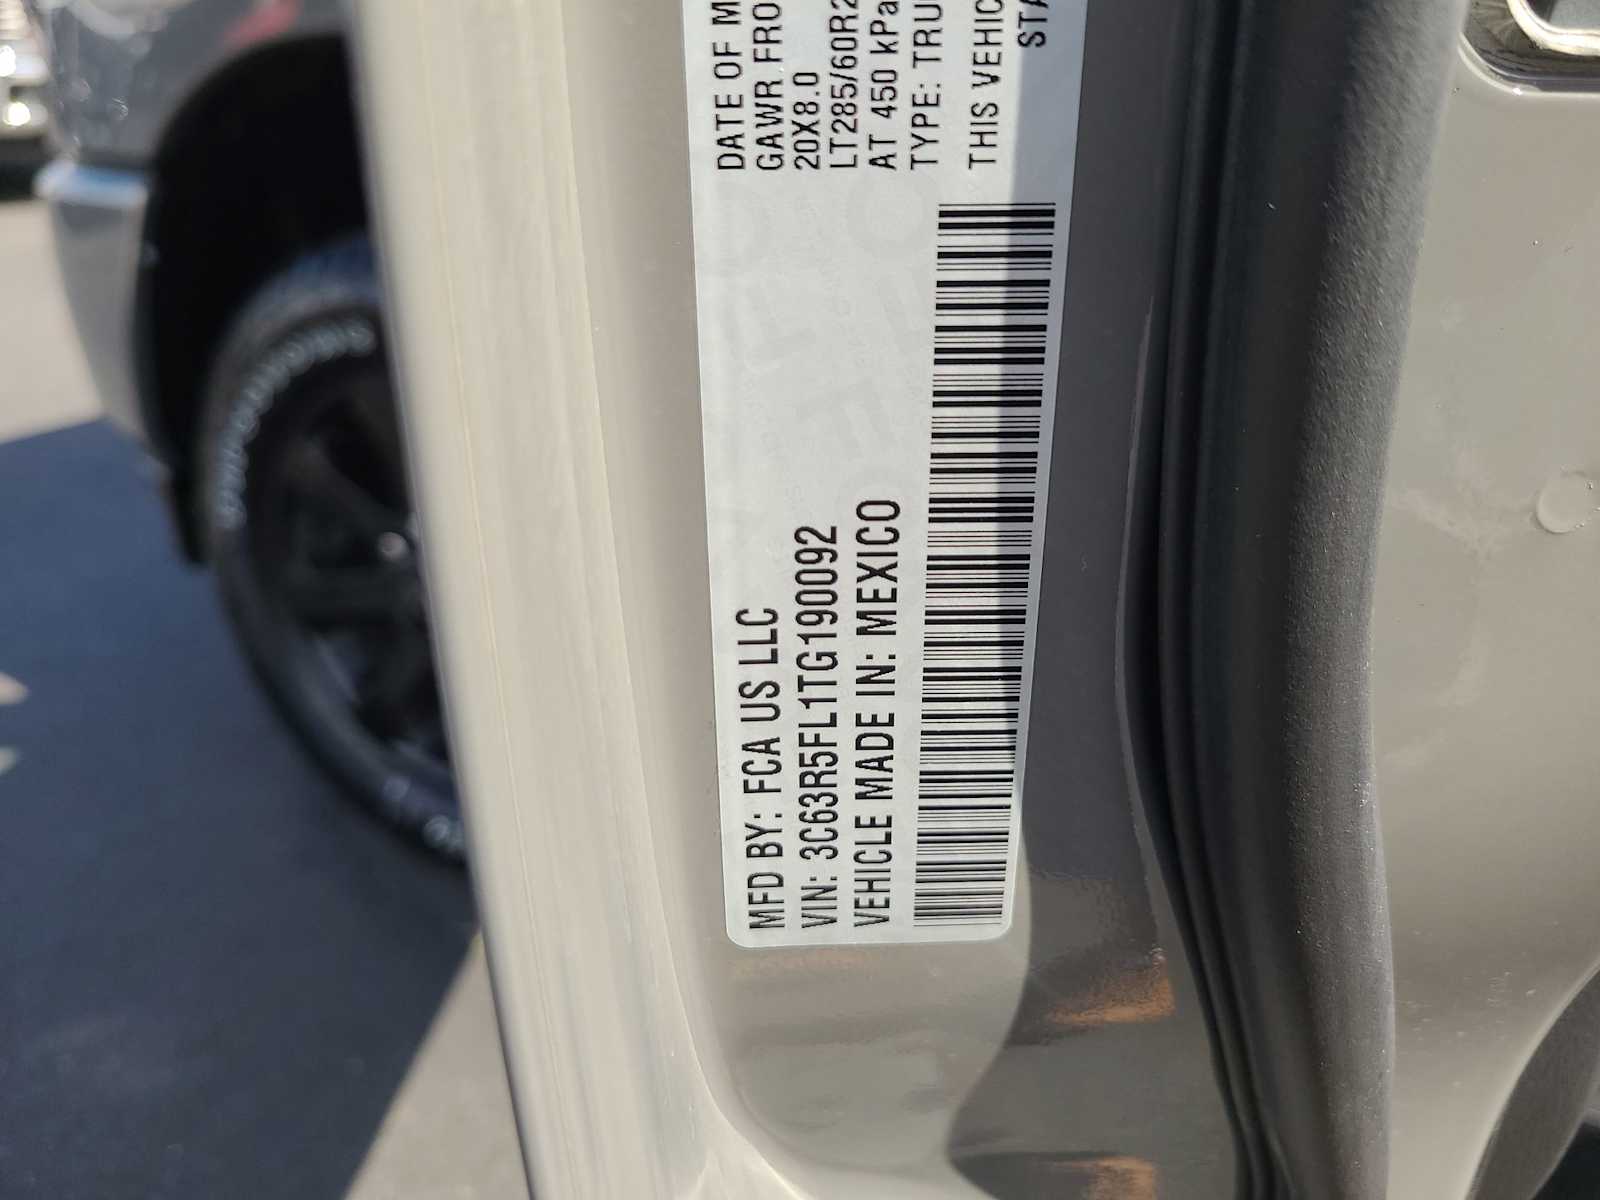 MFD BY: FCA US LLC
VIN: 3C63R5FL1TG190092
VEHICLE MADE IN: MEXICO
DATE OF M
GAWR FRO
20X8.0
LT285/60R2
AT 450 kPa
TYPE: TRU
THIS VEHIC
STA